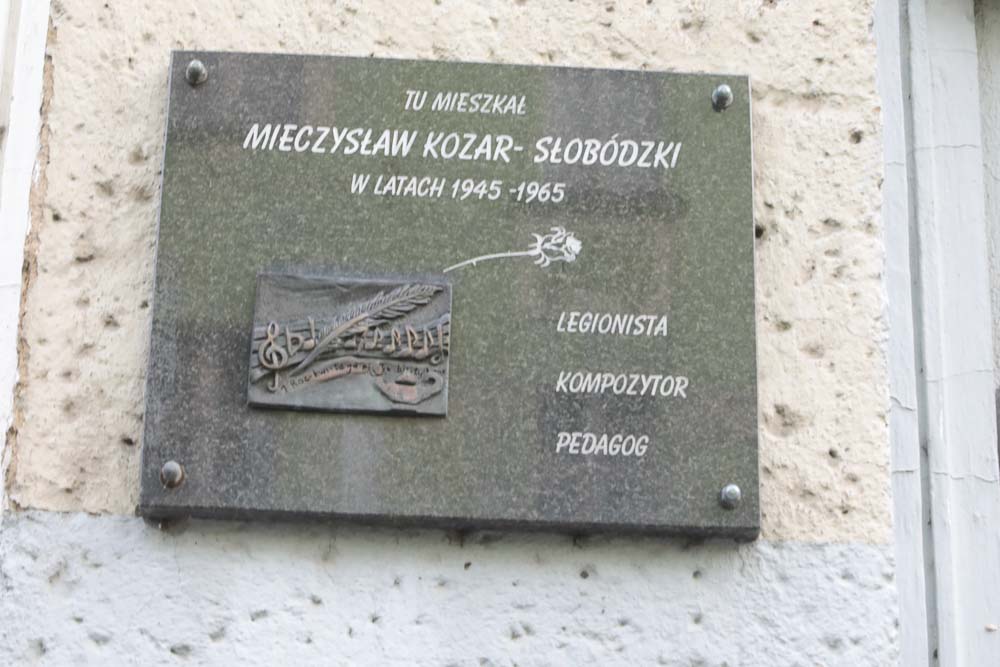 TU MIESZKAŁ
MIECZYSŁAW KOZAR- SŁOBÓDZKI
W LATACH 1945 -1965
LEGIONISTA
KOMPOZYTOR
PEDAGOG